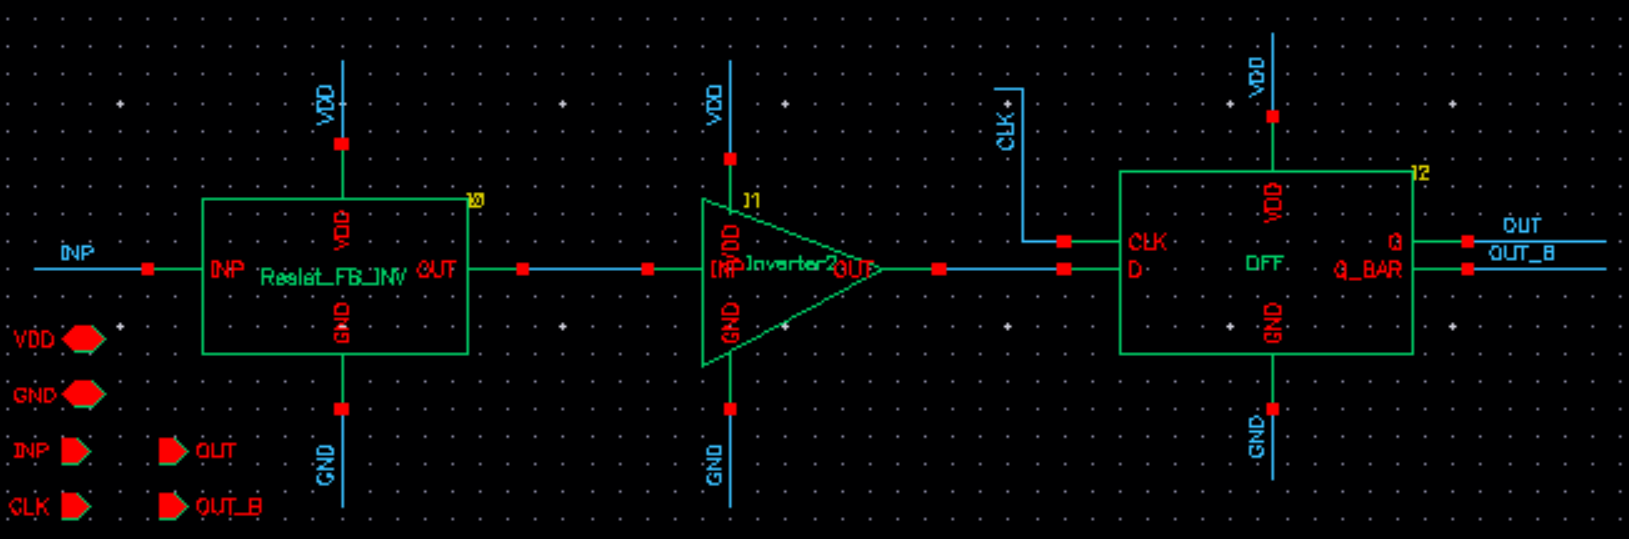 VDD
VDD
VDD
CLK
I0
I1
I2
VDD
VDD
VDD
INP
OUT
OUT_B
INP
Resist_FB_INV
OUT
INP
Inverter2
OUT
CLK
D
DFF
Q
Q_BAR
GND
GND
GND
VDD
GND
INP
OUT
CLK
OUT_B
GND
GND
GND